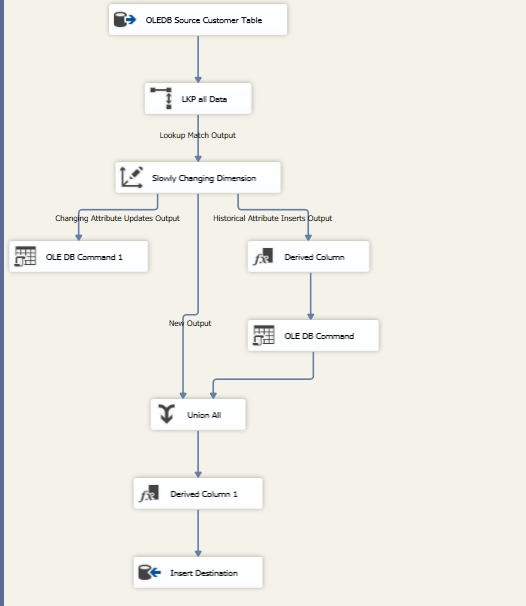 OLEDB Source Customer Table
LKP all Data
Lookup Match Output
Slowly Changing Dimension
Changing Attribute Updates Output
Historical Attribute Inserts Output
OLE DB Command 1
Derived Column
New Output
OLE DB Command
Union All
Derived Column 1
Insert Destination